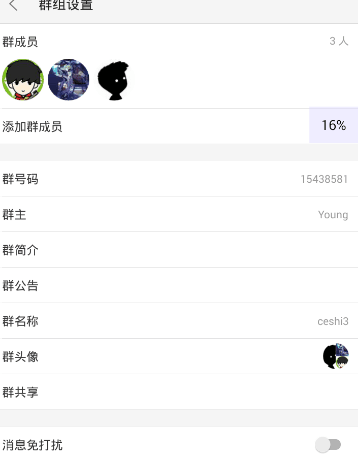 群组设置
群成员 3 人
添加群成员 16%
群号码 15438581
群主 Young
群简介
群公告
群名称 ceshi3
群头像
群共享
消息免打扰